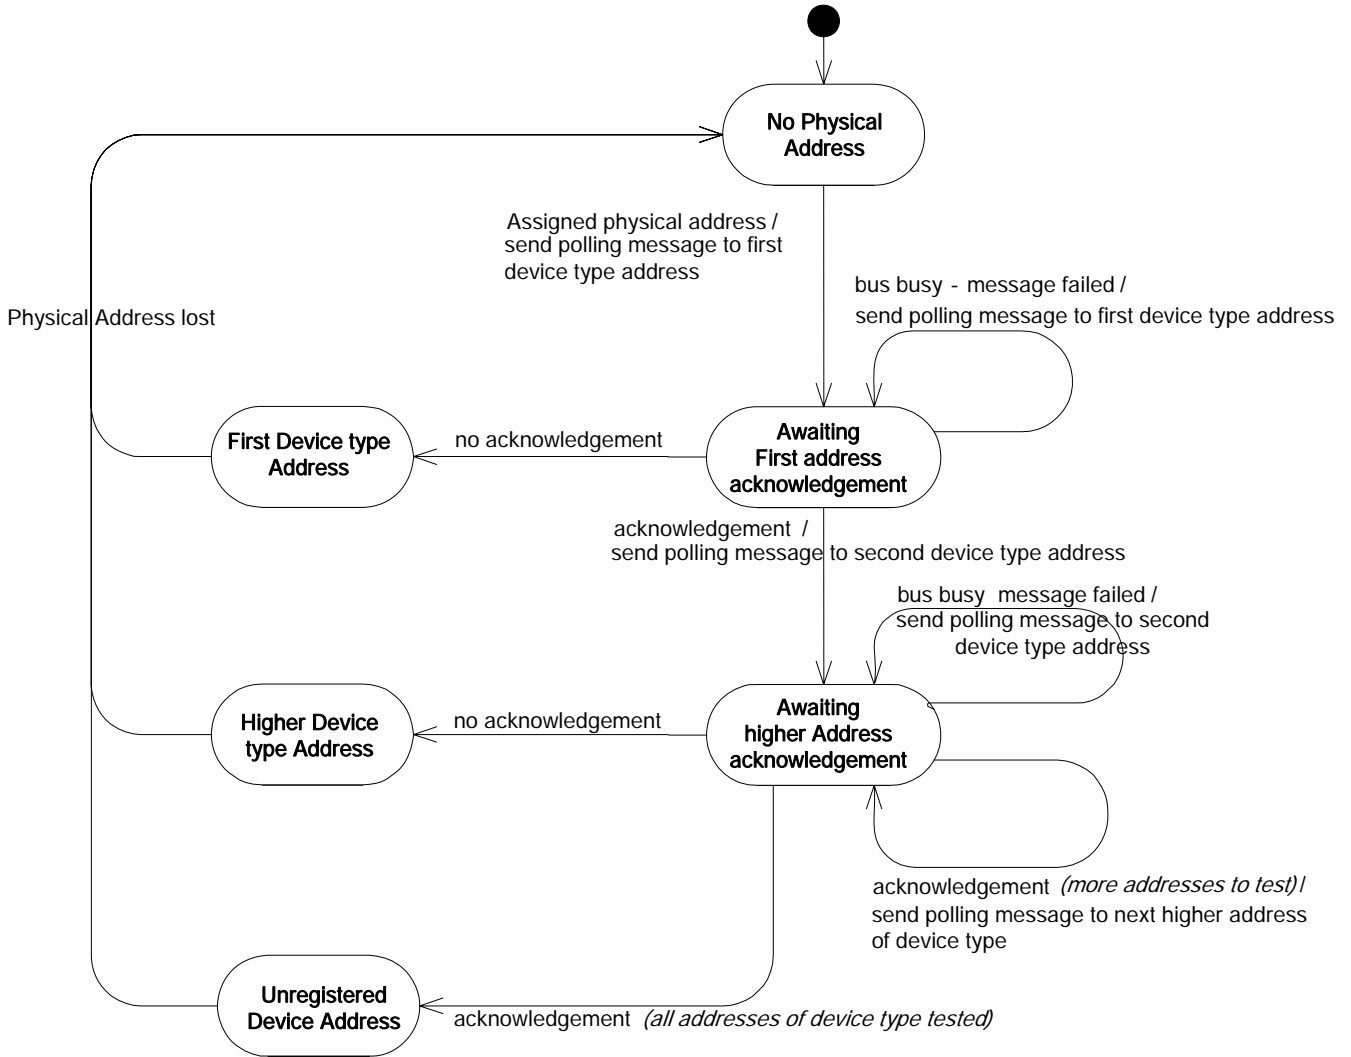 No Physical
Address
Assigned physical address /
send polling message to first
device type address
bus busy - message failed /
send polling message to first device type address
Physical Address lost
First Device type
Address
no acknowledgement
Awaiting
First address
acknowledgement
acknowledgement /
send polling message to second device type address
bus busy message failed /
send polling message to second
device type address
Higher Device
type Address
no acknowledgement
Awaiting
higher Address
acknowledgement
acknowledgement (more addresses to test)/
send polling message to next higher address
of device type
Unregistered
Device Address
acknowledgement (all addresses of device type tested)